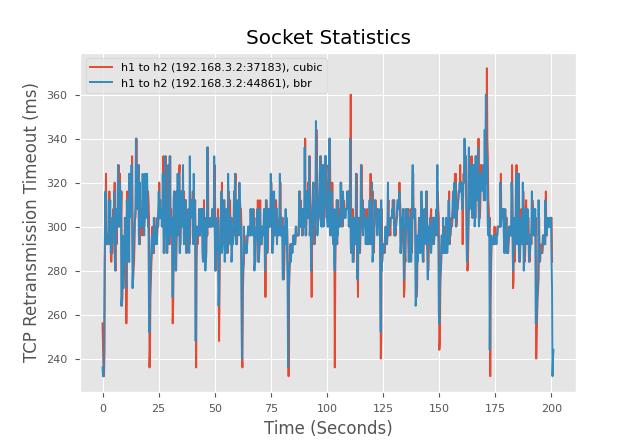 Socket Statistics
h1 to h2 (192.168.3.2:37183), cubic
h1 to h2 (192.168.3.2:44861), bbr
TCP Retransmission Timeout (ms)
360
340
320
300
280
260
240
0 25 50 75 100 125 150 175 200
Time (Seconds)